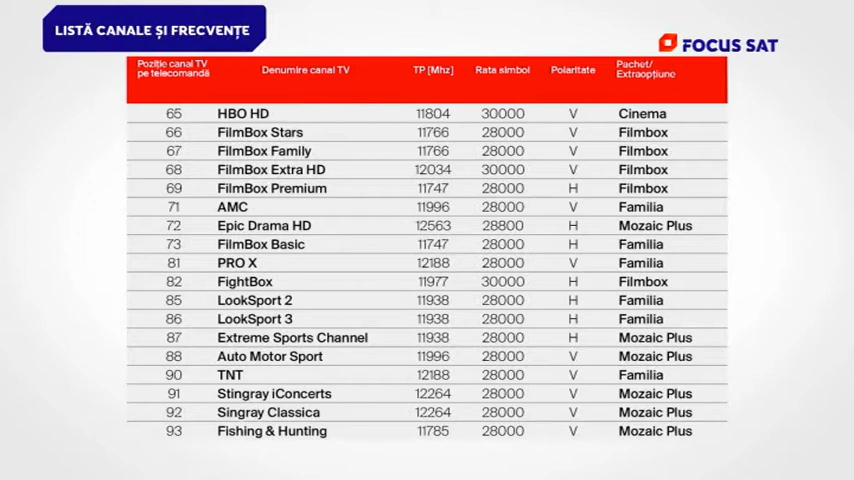 LISTĂ CANALE ȘI FRECVENȚE
FOCUS SAT
Poziție canal TV pe telecomandă Denumire canal TV TP [Mhz] Rata simbol Polaritate Pachet/ Extraopțiune
65 HBO HD 11804 30000 V Cinema
66 FilmBox Stars 11766 28000 V Filmbox
67 FilmBox Family 11766 28000 V Filmbox
68 FilmBox Extra HD 12034 30000 V Filmbox
69 FilmBox Premium 11747 28000 H Filmbox
71 AMC 11996 28000 V Familia
72 Epic Drama HD 12563 28800 H Mozaic Plus
73 FilmBox Basic 11747 28000 H Familia
81 PRO X 12188 28000 V Familia
82 FightBox 11977 30000 H Filmbox
85 LookSport 2 11938 28000 H Familia
86 LookSport 3 11938 28000 H Familia
87 Extreme Sports Channel 11938 28000 H Mozaic Plus
88 Auto Motor Sport 11996 28000 V Mozaic Plus
90 TNT 12188 28000 V Familia
91 Stingray iConcerts 12264 28000 V Mozaic Plus
92 Singray Classica 12264 28000 V Mozaic Plus
93 Fishing & Hunting 11785 28000 V Mozaic Plus